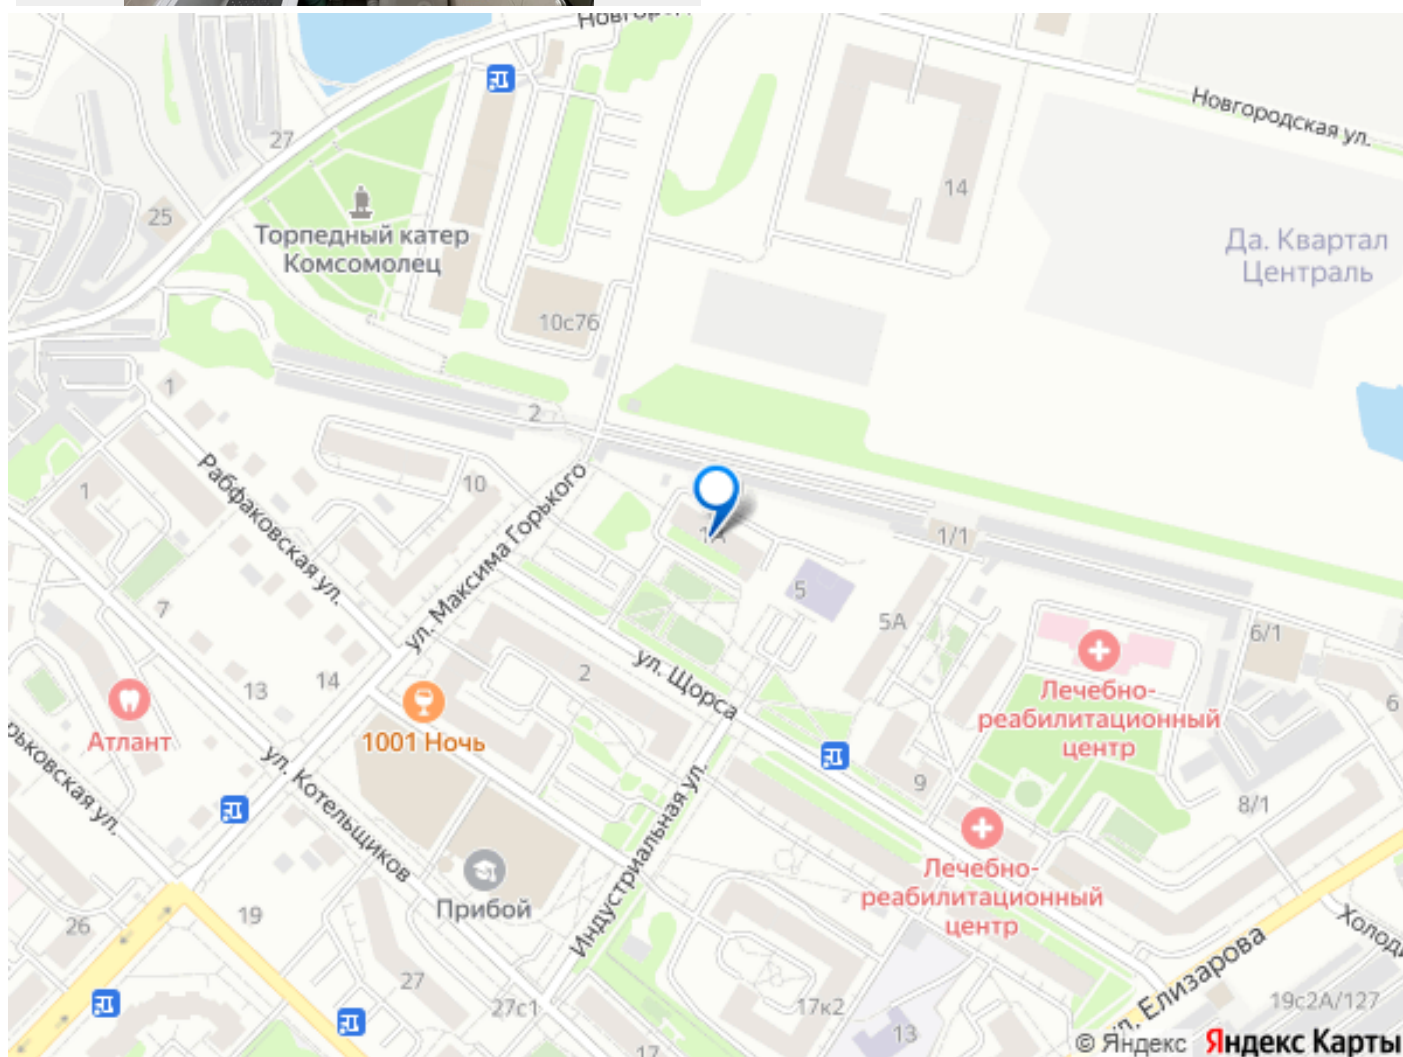 Новгородская ул.
27
14
25
Торпедный катер
Комсомолец
Да. Квартал
Централь
10с76
1
2
Рабфаковская ул.
10
ул. Максима Горького
1
1А
1/1
5
5А
6/1
7
2
ул. Щорса
Лечебно-
реабилитационный
центр
6
13
14
Атлант
1001 Ночь
ул. Котельщиков
9
8/1
Индустриальная ул.
Лечебно-
реабилитационный
центр
Прибой
26
19
27
27с1
17к2
13
17
ул. Елизарова
19с2А/127
© Яндекс Яндекс Карты